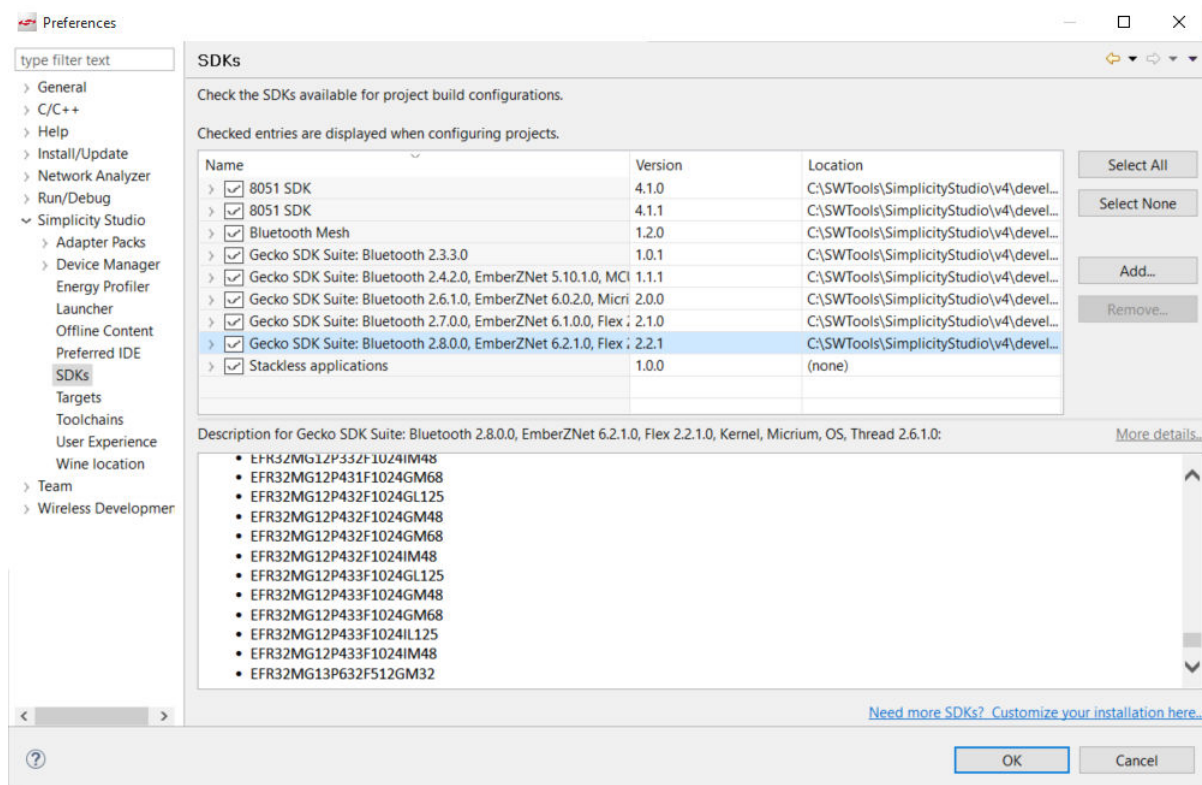 Preferences
type filter text
General
C/C++
Help
Install/Update
Network Analyzer
Run/Debug
Simplicity Studio
Adapter Packs
Device Manager
Energy Profiler
Launcher
Offline Content
Preferred IDE
SDKs
Targets
Toolchains
User Experience
Wine location
Team
Wireless Developmer
SDKs
Check the SDKs available for project build configurations.
Checked entries are displayed when configuring projects.
Name Version Location
8051 SDK 4.1.0 C:\SWTools\SimplicityStudio\v4\devel...
8051 SDK 4.1.1 C:\SWTools\SimplicityStudio\v4\devel...
Bluetooth Mesh 1.2.0 C:\SWTools\SimplicityStudio\v4\devel...
Gecko SDK Suite: Bluetooth 2.3.3.0 1.0.1 C:\SWTools\SimplicityStudio\v4\devel...
Gecko SDK Suite: Bluetooth 2.4.2.0, EmberZNet 5.10.1.0, 1.1.1 C:\SWTools\SimplicityStudio\v4\devel...
Gecko SDK Suite: Bluetooth 2.6.1.0, EmberZNet 6.0.2.0, Micri 2.0.0 C:\SWTools\SimplicityStudio\v4\devel...
Gecko SDK Suite: Bluetooth 2.7.0.0, EmberZNet 6.1.0.0, Flex 2.1.0 C:\SWTools\SimplicityStudio\v4\devel...
Gecko SDK Suite: Bluetooth 2.8.0.0, EmberZNet 6.2.1.0, Flex 2.2.1 C:\SWTools\SimplicityStudio\v4\devel...
Stackless applications 1.0.0 (none)
Select All
Select None
Add...
Remove...
Description for Gecko SDK Suite: Bluetooth 2.8.0.0, EmberZNet 6.2.1.0, Flex 2.2.1.0, Kernel, Micrium, OS, Thread 2.6.1.0:
More details..
• EFR32MG12P332F1024IM48
• EFR32MG12P431F1024GM68
• EFR32MG12P432F1024GL125
• EFR32MG12P432F1024GM48
• EFR32MG12P432F1024GM68
• EFR32MG12P432F1024IM48
• EFR32MG12P433F1024GL125
• EFR32MG12P433F1024GM48
• EFR32MG12P433F1024GM68
• EFR32MG12P433F1024IL125
• EFR32MG12P433F1024IM48
• EFR32MG13P632F512GM32
Need more SDKs? Customize your installation here..
OK
Cancel